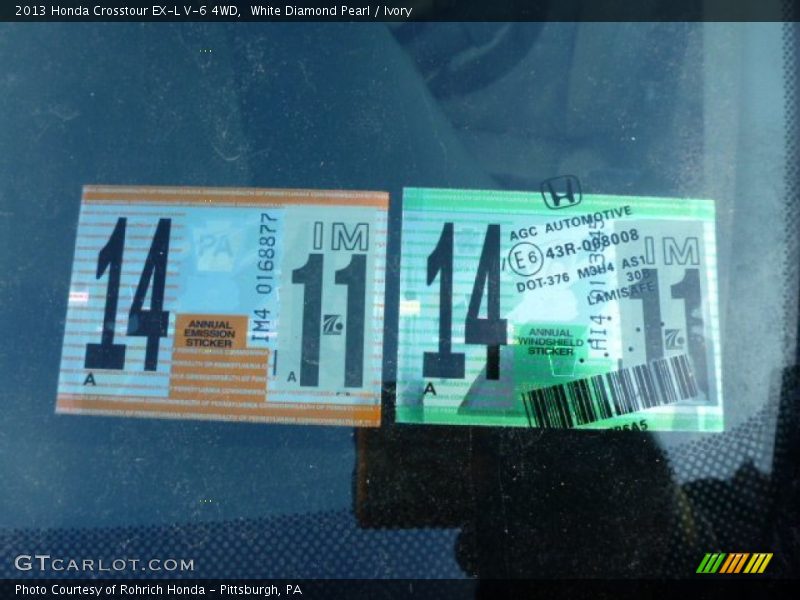 2013 Honda Crosstour EX-L V-6 4WD, White Diamond Pearl / Ivory
14
PA
IM4 0168877
IM
11
ANNUAL
EMISSION
STICKER
A
A
14
AGC AUTOMOTIVE
E6 43R-008008
DOT-376 M3H4 AS1
30B
LAMISAFE
IM
11
ANNUAL
WINDSHIELD
STICKER
A
GTCARLOT.COM
Photo Courtesy of Rohrich Honda - Pittsburgh, PA